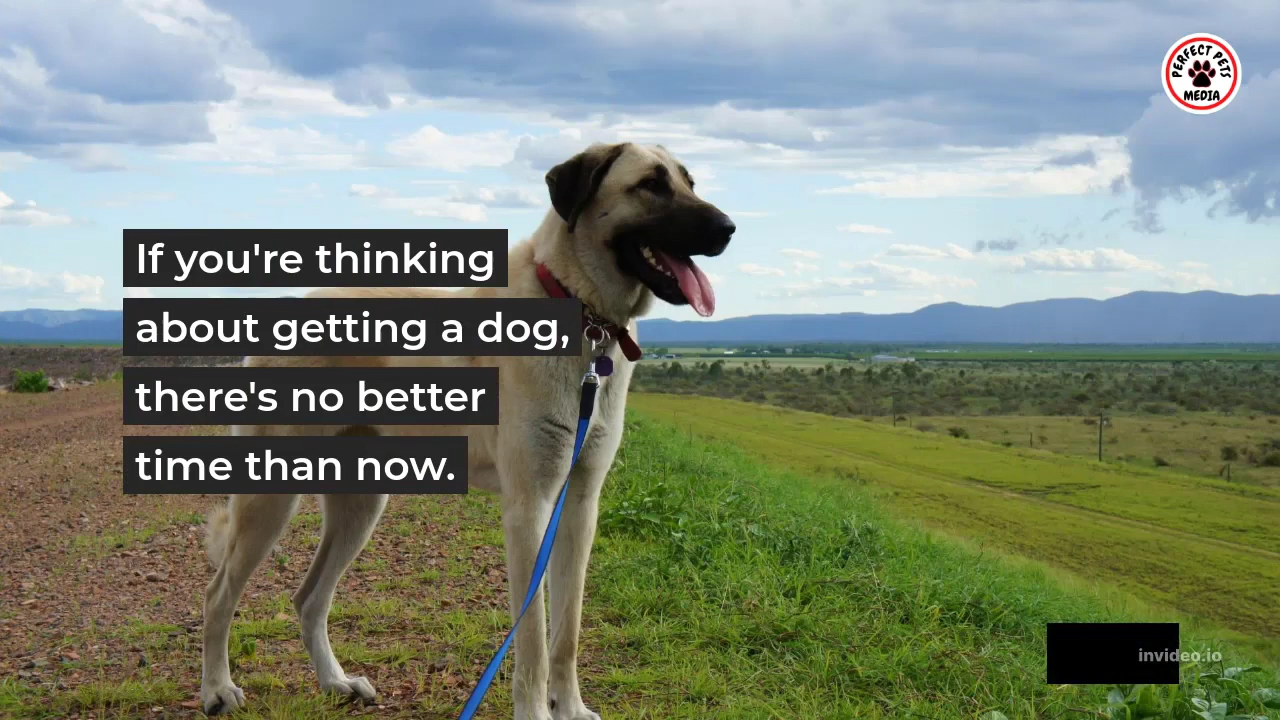 PERFECT PETS
MEDIA
If you're thinking
about getting a dog,
there's no better
time than now.
invideo.io